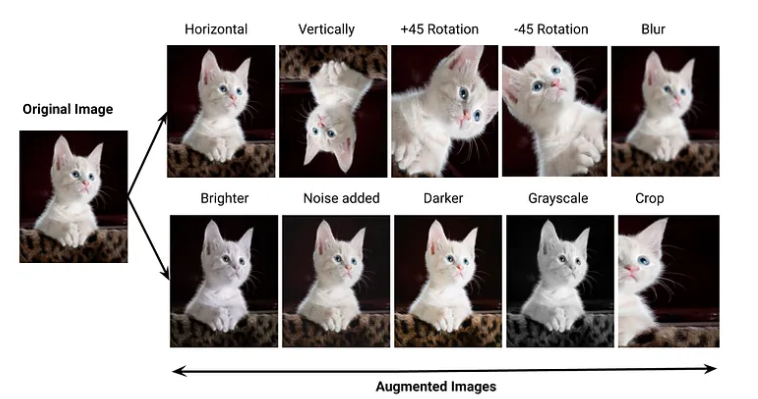 Horizontal Vertically +45 Rotation -45 Rotation Blur
Original Image
Brighter Noise added Darker Grayscale Crop
Augmented Images